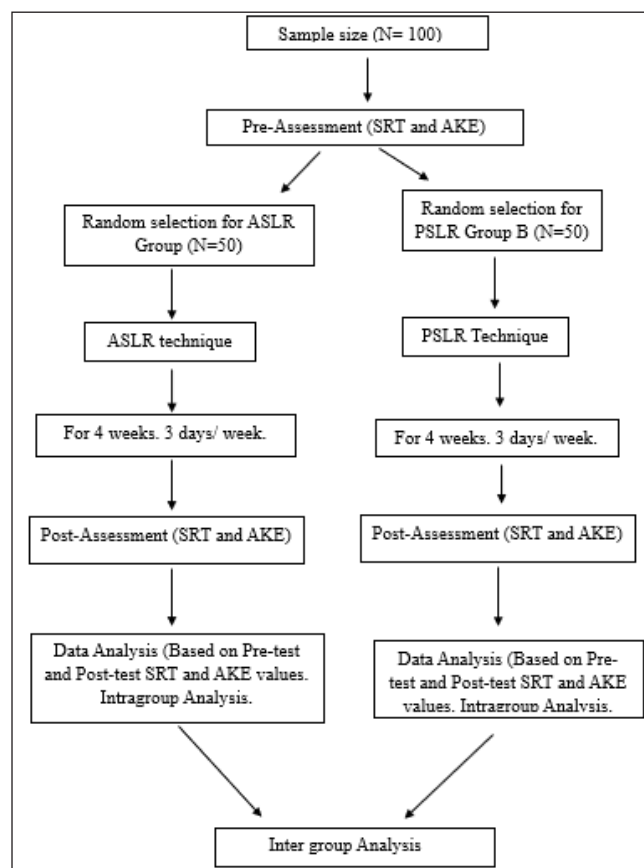 Sample size (N= 100)
Pre-Assessment (SRT and AKE)
Random selection for ASLR
Group (N=50)
Random selection for
PSLR Group B (N=50)
ASLR technique
PSLR Technique
For 4 weeks. 3 days/ week.
For 4 weeks. 3 days/ week.
Post-Assessment (SRT and AKE)
Post-Assessment (SRT and AKE)
Data Analysis (Based on Pre-test
and Post-test SRT and AKE values.
Intragroup Analysis.
Data Analysis (Based on Pre-
test and Post-test SRT and AKE
values. Intragroup Analysis.
Inter group Analysis